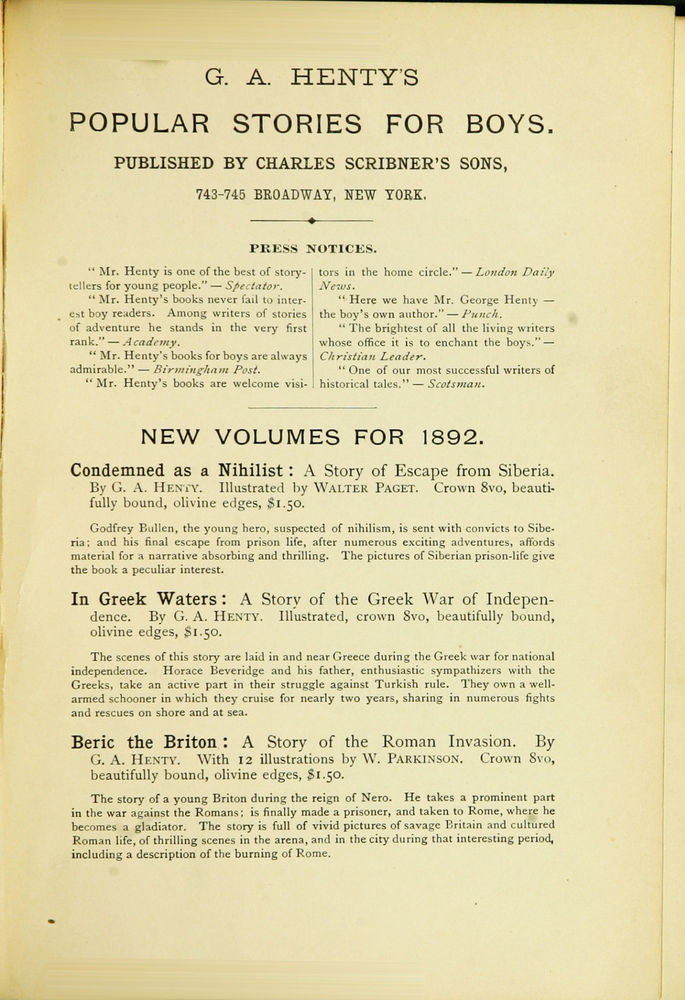 G. A. HENTY'S
POPULAR STORIES FOR BOYS.
PUBLISHED BY CHARLES SCRIBNER'S SONS,
743-745 BROADWAY, NEW YORK.
PRESS NOTICES.
“ Mr. Henty is one of the best of story-
tellers for young people.” — Spectator.
“ Mr. Henty's books never fail to inter-
est boy readers. Among writers of stories
of adventure he stands in the very first
rank.” — Academy.
“ Mr. Henty's books for boys are always
admirable.” — Birmingham Post.
“ Mr. Henty's books are welcome visi-
tors in the home circle.” — London Daily
News.
“ Here we have Mr. George Henty —
the boy's own author.” — Punch.
“ The brightest of all the living writers
whose office it is to enchant the boys.” —
Christian Leader.
“ One of our most successful writers of
historical tales.” — Scotsman.
NEW VOLUMES FOR 1892.
Condemned as a Nihilist : A Story of Escape from Siberia.
By G. A. HENTY. Illustrated by WALTER PAGET. Crown 8vo, beauti-
fully bound, olivine edges, $1.50.
Godfrey Bullen, the young hero, suspected of nihilism, is sent with convicts to Sibe-
ria; and his final escape from prison life, after numerous exciting adventures, affords
material for a narrative absorbing and thrilling. The pictures of Siberian prison-life give
the book a peculiar interest.
In Greek Waters : A Story of the Greek War of Indepen-
dence. By G. A. HENTY. Illustrated, crown 8vo, beautifully bound,
olivine edges, $1.50.
The scenes of this story are laid in and near Greece during the Greek war for national
independence. Horace Beveridge and his father, enthusiastic sympathizers with the
Greeks, take an active part in their struggle against Turkish rule. They own a well-
armed schooner in which they cruise for nearly two years, sharing in numerous fights
and rescues on shore and at sea.
Beric the Briton : A Story of the Roman Invasion. By
G. A. HENTY. With 12 illustrations by W. PARKINSON. Crown 8vo,
beautifully bound, olivine edges, $1.50.
The story of a young Briton during the reign of Nero. He takes a prominent part
in the war against the Romans; is finally made a prisoner, and taken to Rome, where he
becomes a gladiator. The story is full of vivid pictures of savage Britain and cultured
Roman life, of thrilling scenes in the arena, and in the city during that interesting period,
including a description of the burning of Rome.